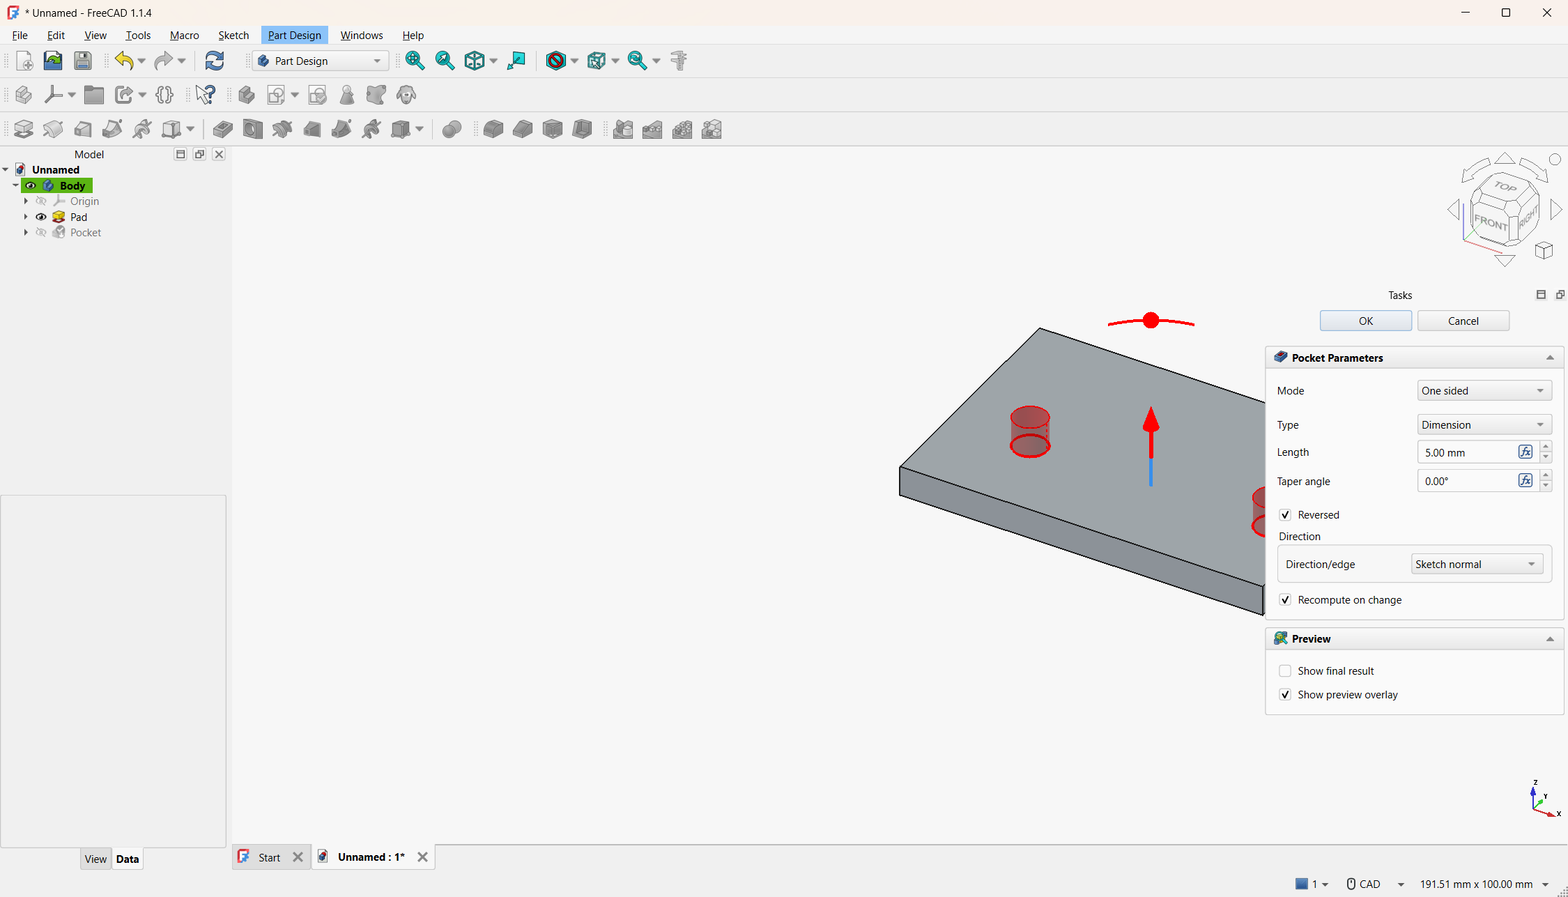 * Unnamed - FreeCAD 1.1.4
File Edit View Tools Macro Sketch Part Design Windows Help
Part Design
Model
Unnamed
Body
Origin
Pad
Pocket
TOP
FRONT
RIGHT
Tasks
OK Cancel
Pocket Parameters
Mode One sided
Type Dimension
Length 5.00 mm
Taper angle 0.00°
Reversed
Direction
Direction/edge Sketch normal
Recompute on change
Preview
Show final result
Show preview overlay
Z
Y
X
View Data
Start Unnamed : 1*
1 CAD 191.51 mm x 100.00 mm